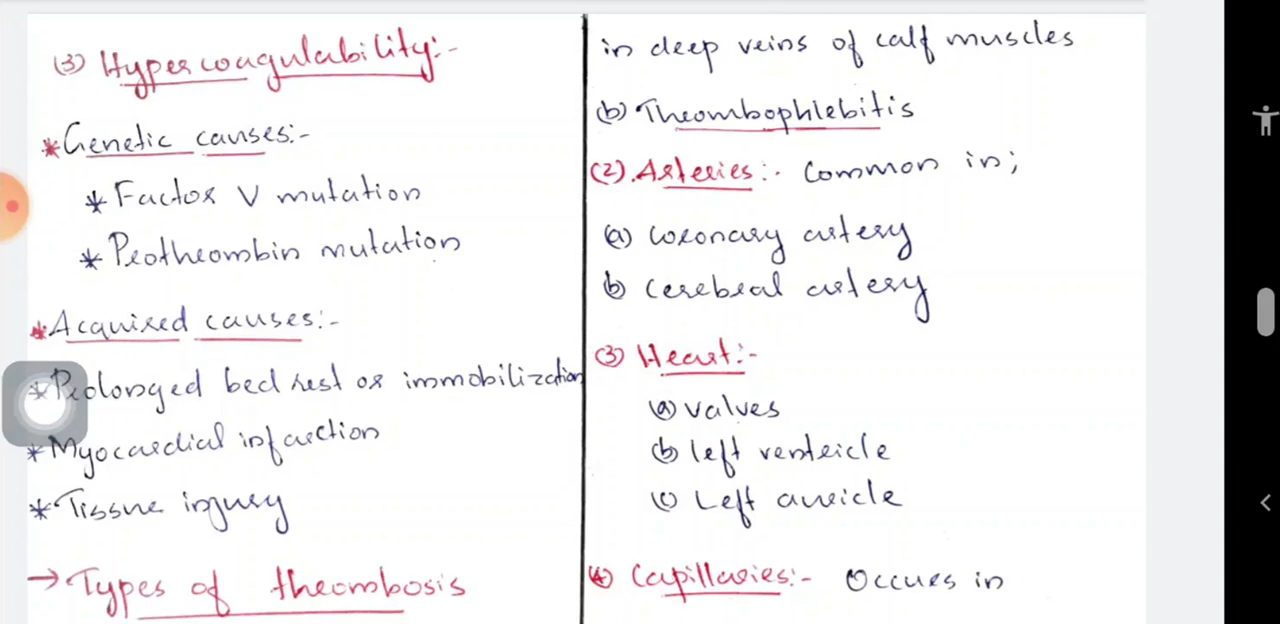 (3) Hypercoagulability:-
* Genetic causes:-
* Factor V mutation
* Prothrombin mutation
* Acquired causes:-
* Prolonged bed rest or immobilization
* Myocardial infarction
* Tissue injury
→ Types of thrombosis
in deep veins of calf muscles
(b) Thrombophlebitis
(2). Arteries:- Common in;
(a) coronary artery
(b) cerebral artery
(3) Heart:-
(a) valves
(b) left ventricle
(c) Left auricle
(4) Capillaries:- Occurs in